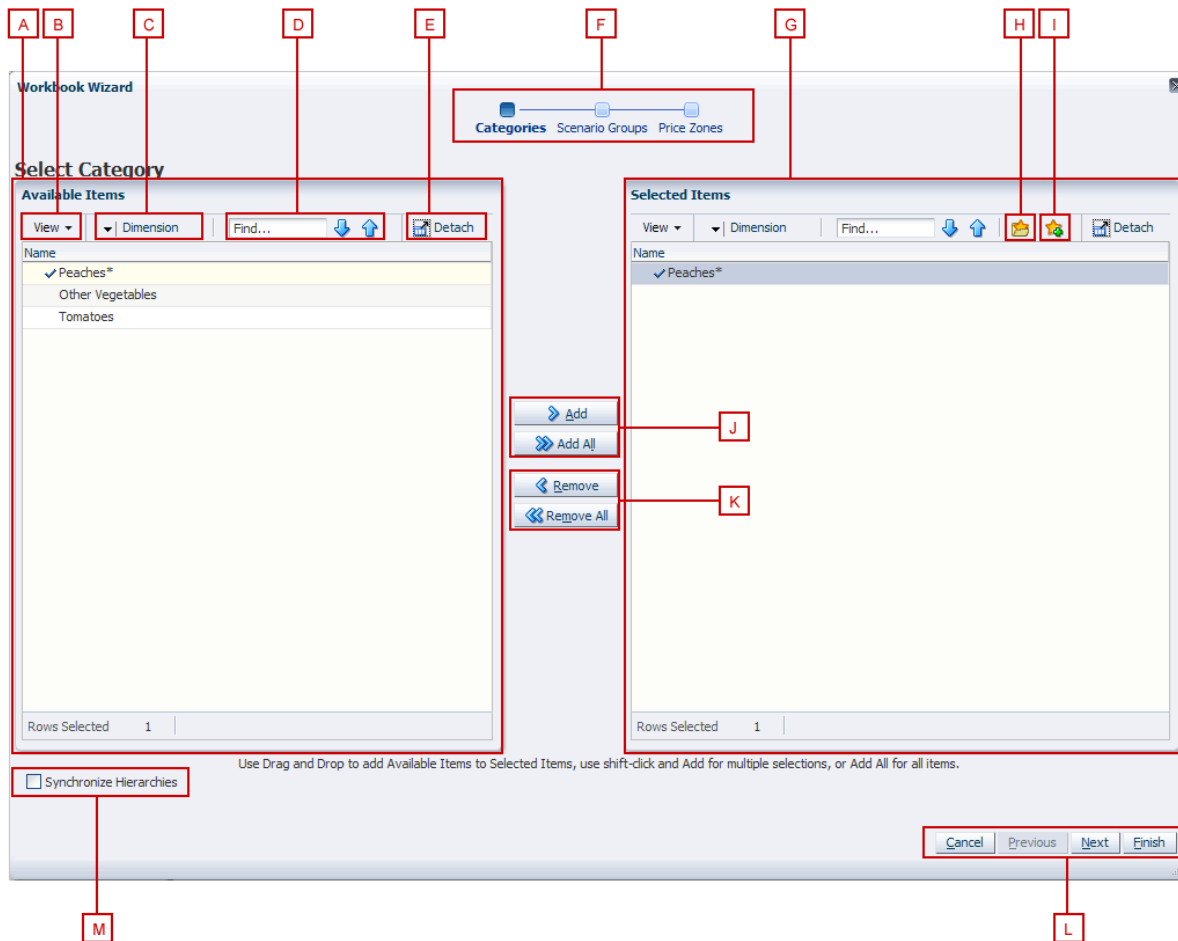 A B C D E F G H I
Workbook Wizard
Categories Scenario Groups Price Zones
Select Category
Available Items
View Dimension Find... Detach
Name
Peaches*
Other Vegetables
Tomatoes
Rows Selected 1
Selected Items
View Dimension Find... Detach
Name
Peaches*
Rows Selected 1
Add
Add All
J
Remove
Remove All
K
Use Drag and Drop to add Available Items to Selected Items, use shift-click and Add for multiple selections, or Add All for all items.
Synchronize Hierarchies
Cancel Previous Next Finish
M L